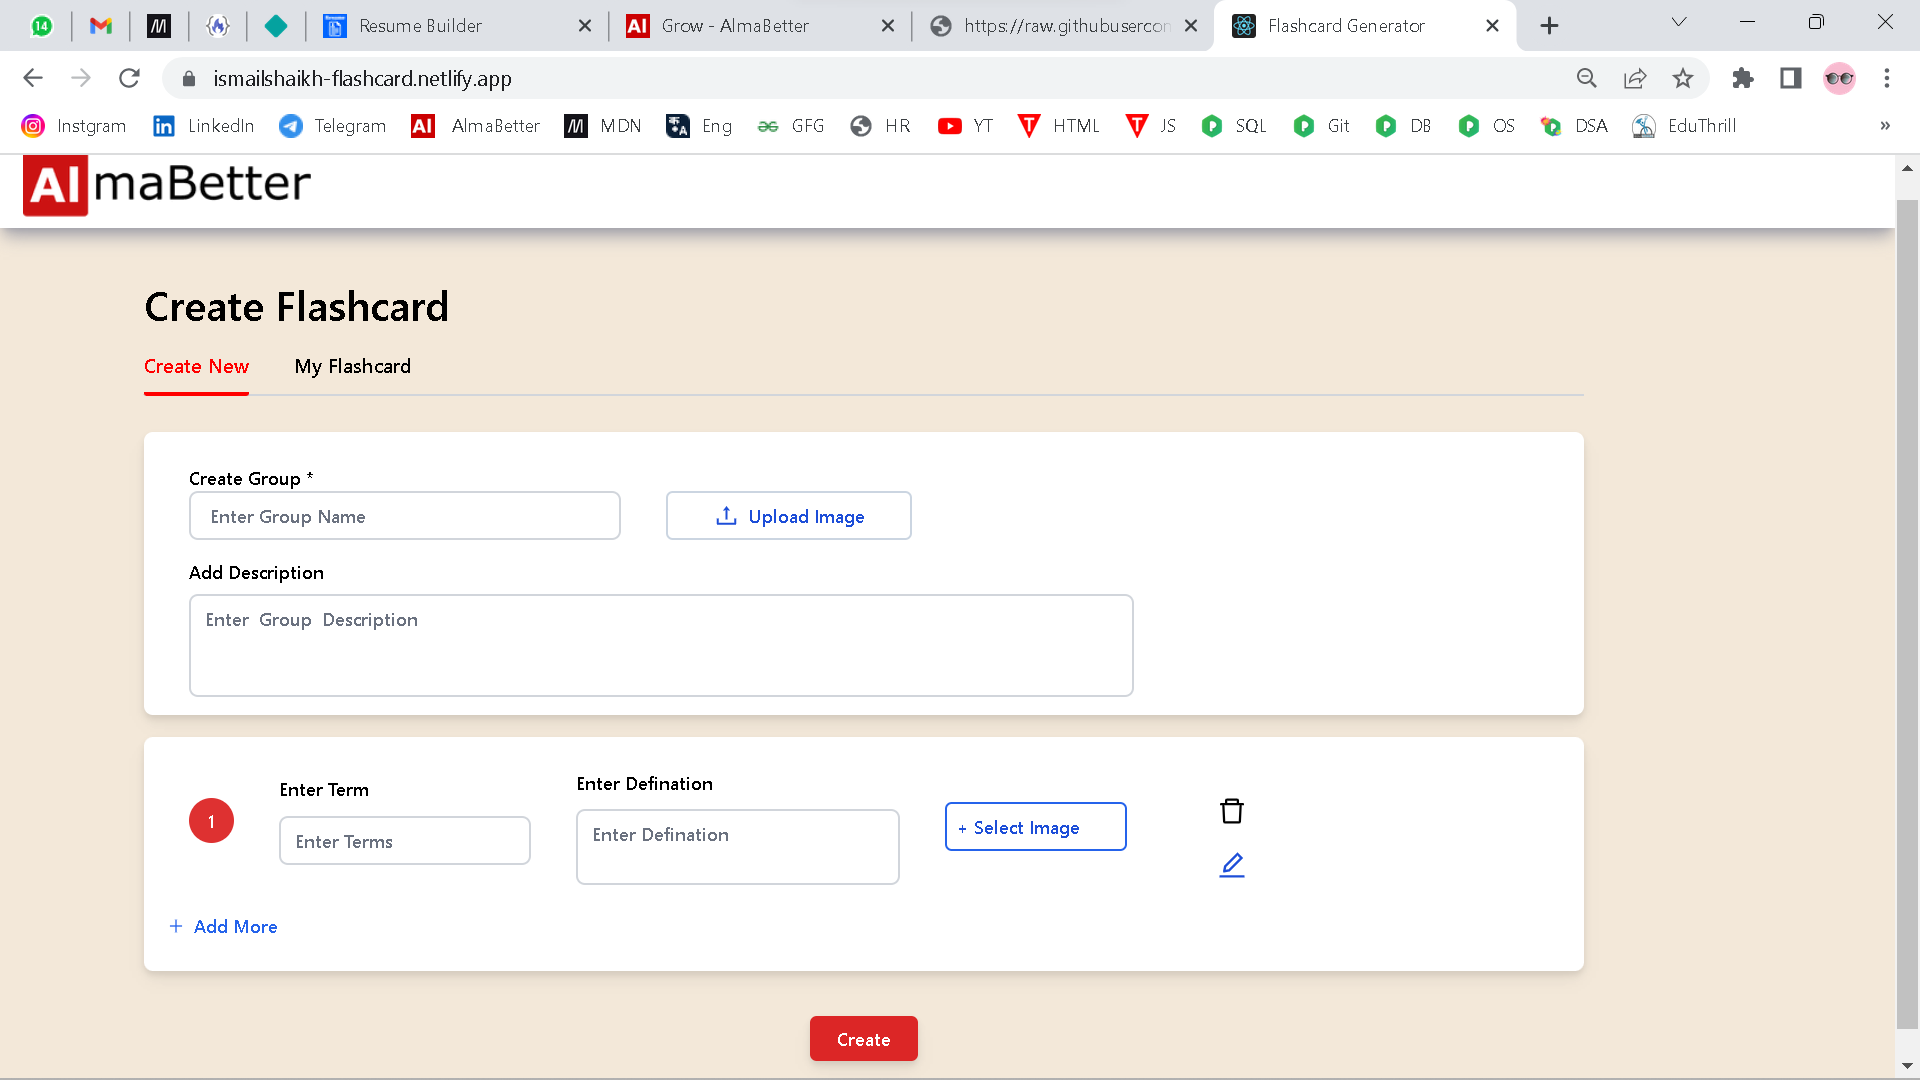 14 Resume Builder Grow - AlmaBetter https://raw.githubusercon Flashcard Generator
ismailshaikh-flashcard.netlify.app
Instgram LinkedIn Telegram AI AlmaBetter MDN Eng GFG HR YT HTML JS SQL Git DB OS DSA EduThrill »
AlmaBetter
Create Flashcard
Create New My Flashcard
Create Group *
Enter Group Name Upload Image
Add Description
Enter Group Description
Enter Term Enter Defination
1 Enter Terms Enter Defination + Select Image
+ Add More
Create